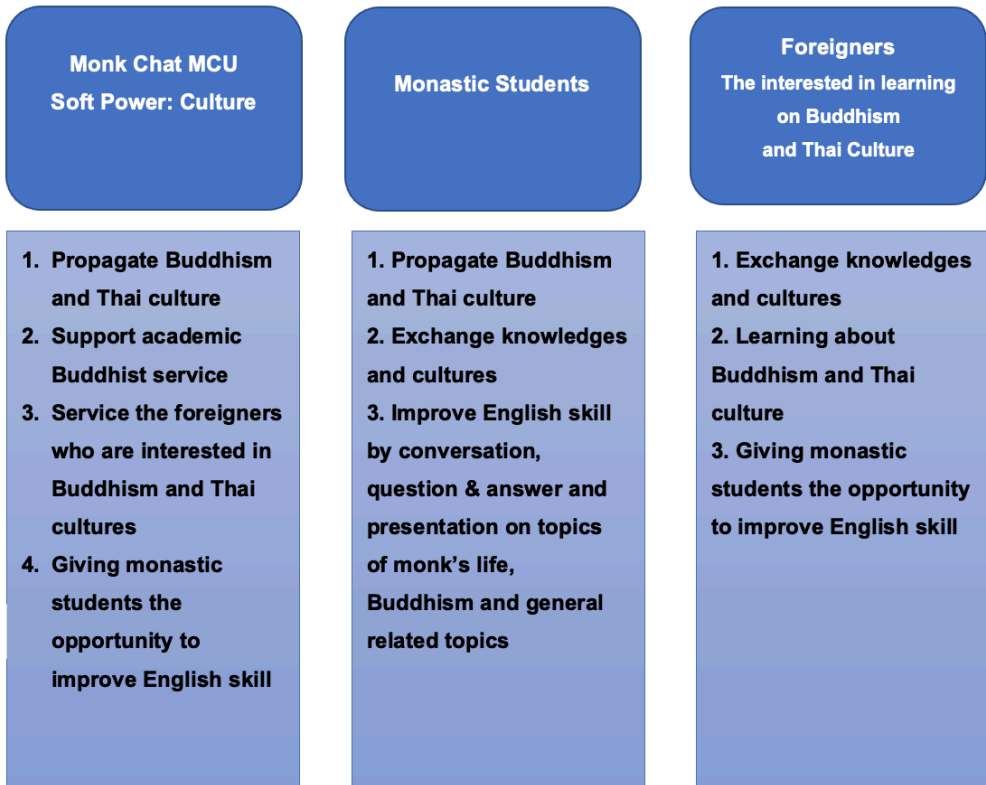 Monk Chat MCU
Soft Power: Culture
1. Propagate Buddhism
and Thai culture
2. Support academic
Buddhist service
3. Service the foreigners
who are interested in
Buddhism and Thai
cultures
4. Giving monastic
students the
opportunity to
improve English skill
Monastic Students
1. Propagate Buddhism
and Thai culture
2. Exchange knowledges
and cultures
3. Improve English skill
by conversation,
question & answer and
presentation on topics
of monk’s life,
Buddhism and general
related topics
Foreigners
The interested in learning
on Buddhism
and Thai Culture
1. Exchange knowledges
and cultures
2. Learning about
Buddhism and Thai
culture
3. Giving monastic
students the opportunity
to improve English skill